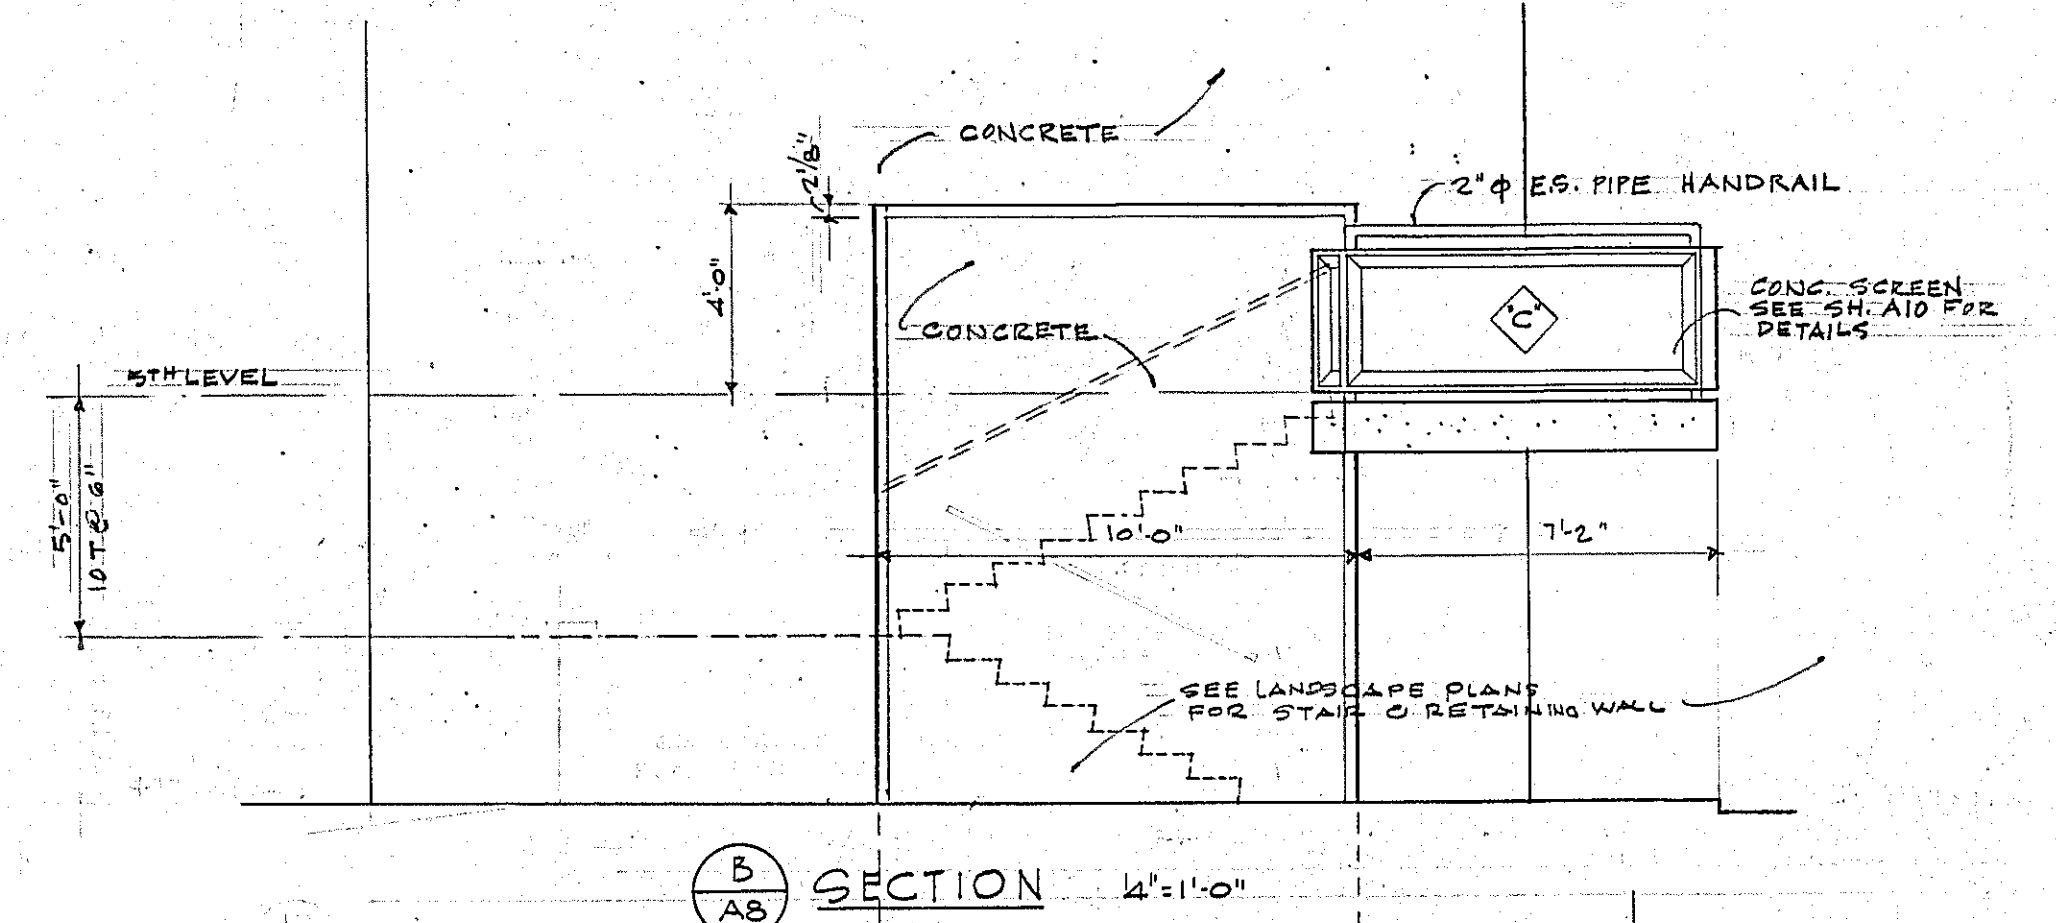 CONCRETE
2 1/8"
2"φ E.S. PIPE HANDRAIL
4'-0"
CONCRETE
"C"
CONC. SCREEN
SEE SH. A10 FOR
DETAILS
5TH LEVEL
5'-0"
10 T @ 6"
10'-0"
7'-2"
SEE LANDSCAPE PLANS
FOR STAIR & RETAINING WALL
B
A8
SECTION 1/4"=1'-0"